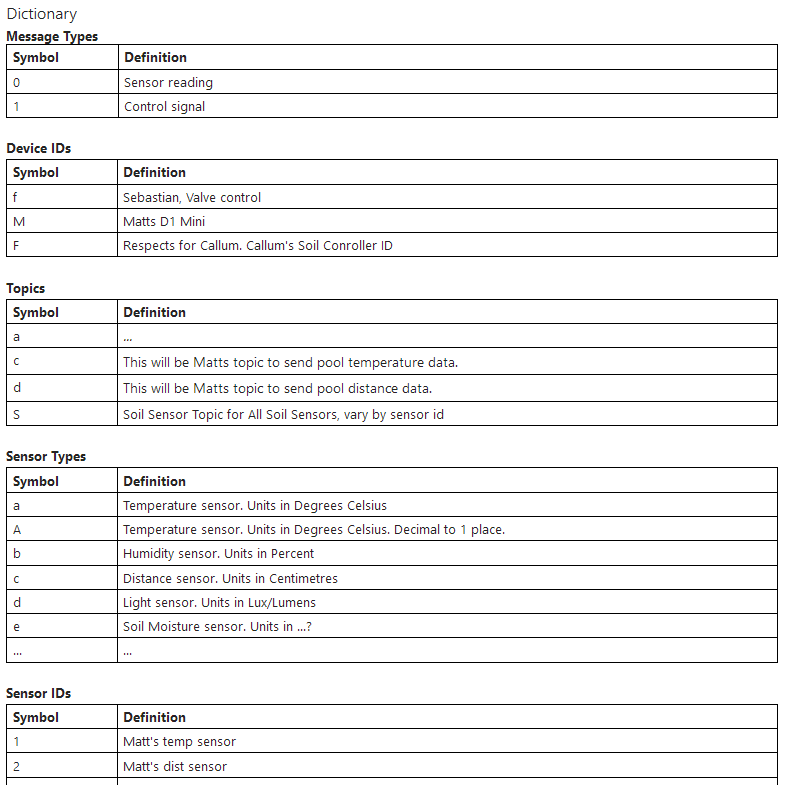 Dictionary
Message Types
Symbol Definition
0 Sensor reading
1 Control signal
Device IDs
Symbol Definition
f Sebastian, Valve control
M Matts D1 Mini
F Respects for Callum. Callum's Soil Conroller ID
Topics
Symbol Definition
a ...
c This will be Matts topic to send pool temperature data.
d This will be Matts topic to send pool distance data.
S Soil Sensor Topic for All Soil Sensors, vary by sensor id
Sensor Types
Symbol Definition
a Temperature sensor. Units in Degrees Celsius
A Temperature sensor. Units in Degrees Celsius. Decimal to 1 place.
b Humidity sensor. Units in Percent
c Distance sensor. Units in Centimetres
d Light sensor. Units in Lux/Lumens
e Soil Moisture sensor. Units in ...?
... ...
Sensor IDs
Symbol Definition
1 Matt's temp sensor
2 Matt's dist sensor